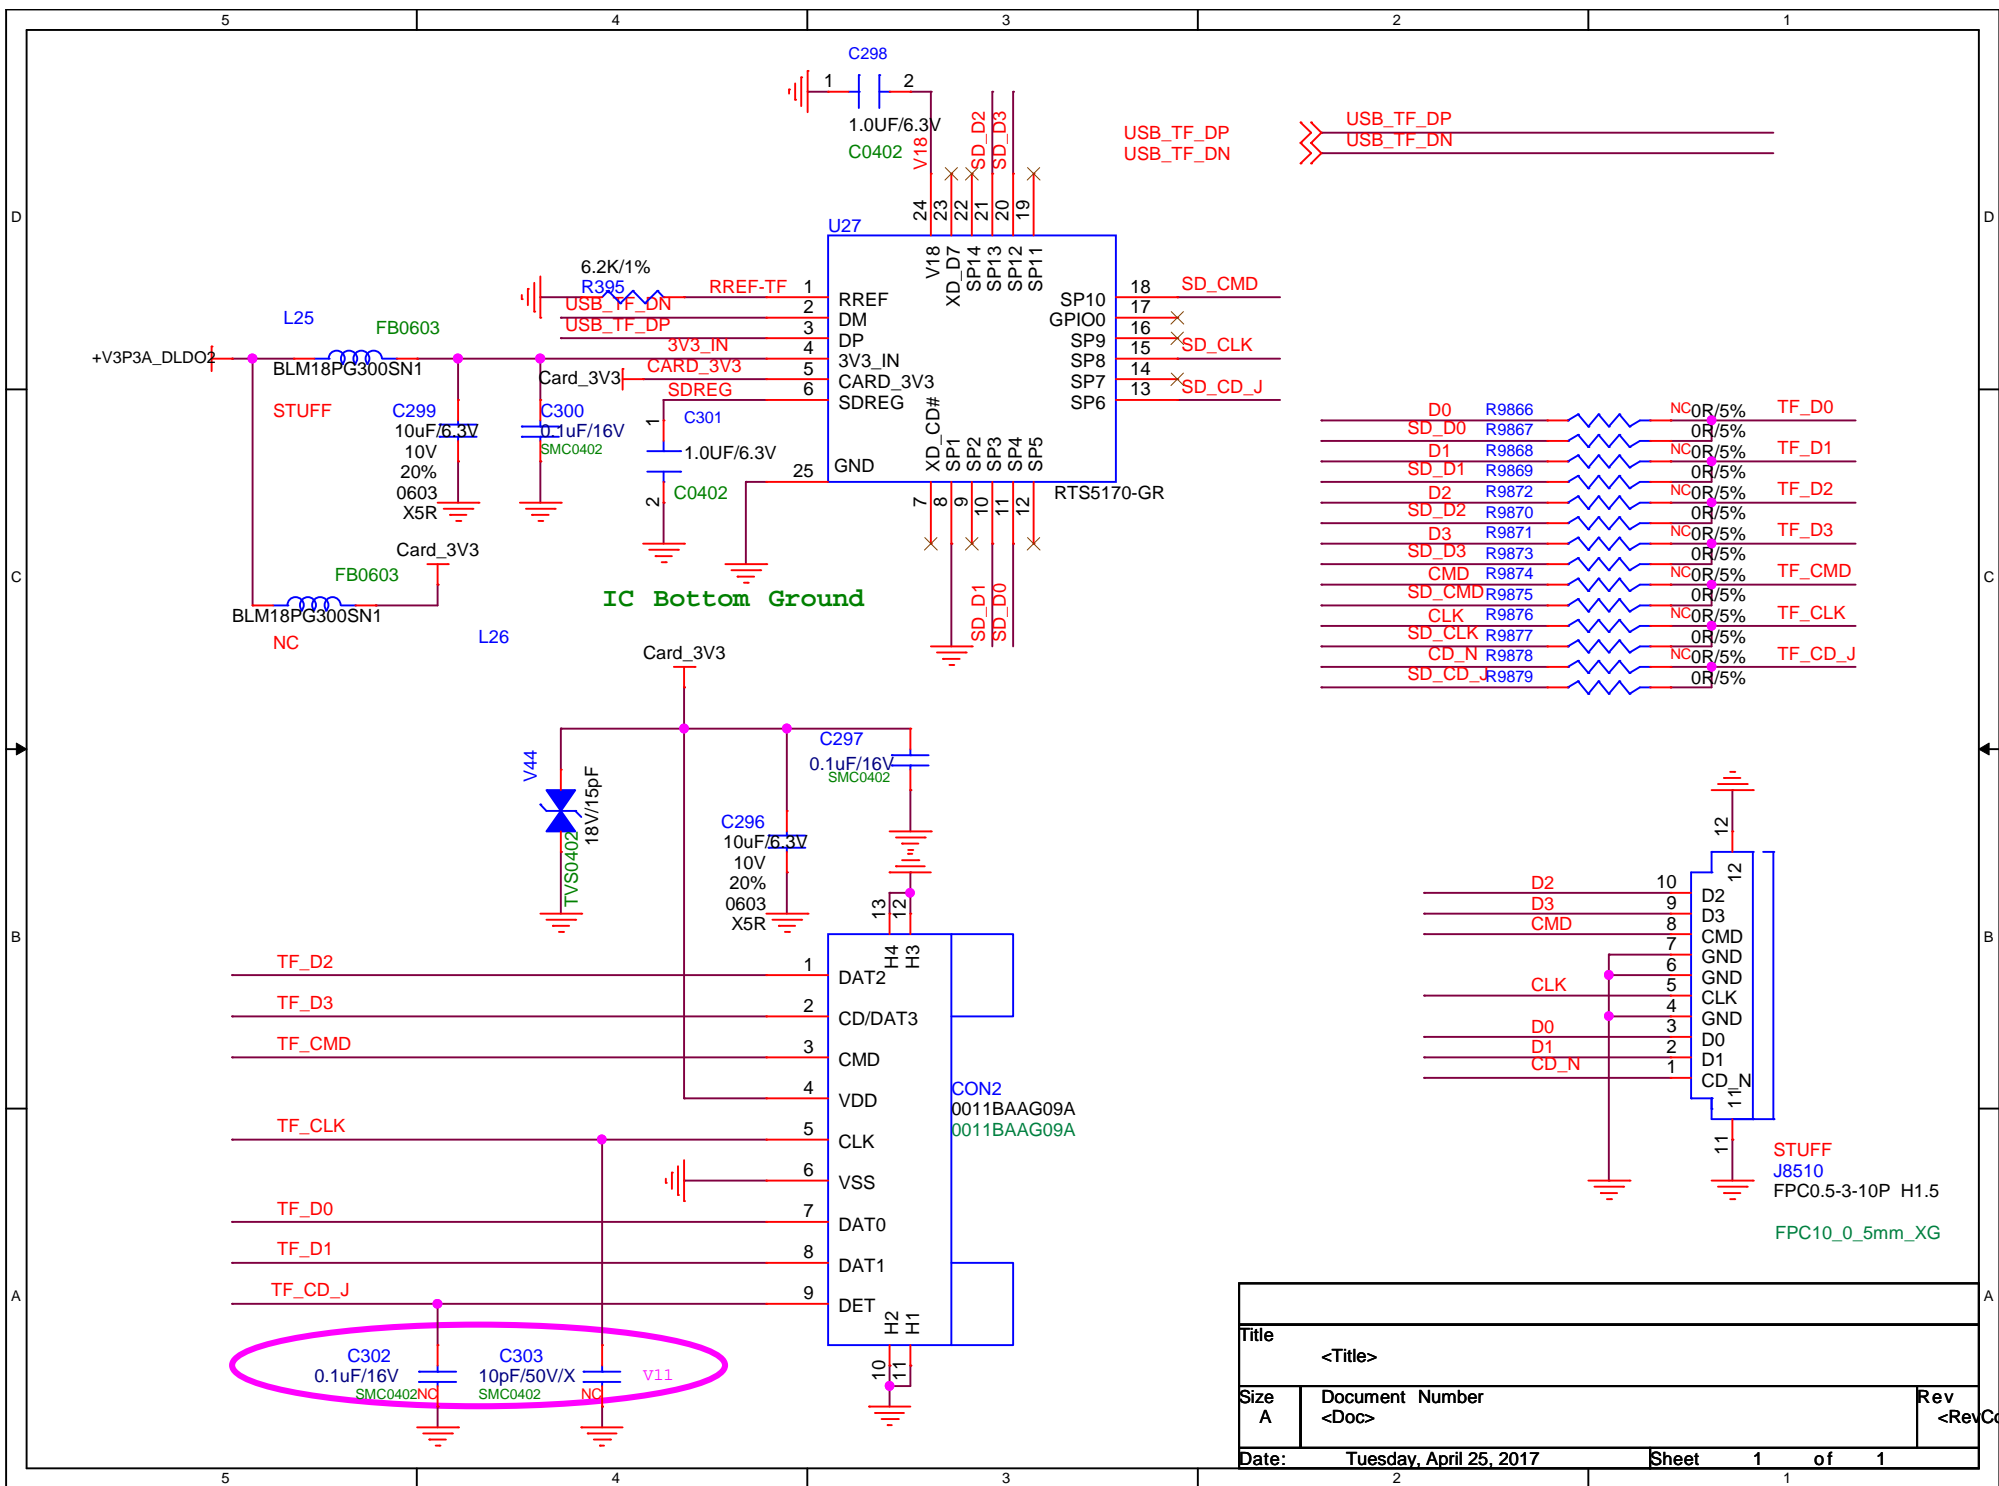 5 4 3 2 1
D
C
B
A
D
C
B
A
C298
1 2
1.0UF/6.3V
C0402
V18
SD_D2
SD_D3
USB_TF_DP
USB_TF_DN
USB_TF_DP
USB_TF_DN
24
23
22
21
20
19
U27
V18
XD_D7
SP14
SP13
SP12
SP11
6.2K/1%
R395
RREF-TF 1 RREF
USB_TF_DN 2 DM
USB_TF_DP 3 DP
3V3_IN 4 3V3_IN
Card_3V3 CARD_3V3 5 CARD_3V3
SDREG 6 SDREG
25 GND
SP10 18 SD_CMD
GPIO0 17
SP9 16
SP8 15 SD_CLK
SP7 14
SP6 13 SD_CD_J
XD_CD#
SP1
SP2
SP3
SP4
SP5
7
8
9
10
11
12
RTS5170-GR
SD_D1
SD_D0
L25
FB0603
+V3P3A_DLDO2
BLM18PG300SN1
STUFF
C299
10uF/6.3V
10V
20%
0603
X5R
C300
0.1uF/16V
SMC0402
1
C301
1.0UF/6.3V
C0402
2
Card_3V3
FB0603
BLM18PG300SN1
NC
L26
IC Bottom Ground
D0 R9866 NC 0R/5% TF_D0
SD_D0 R9867 0R/5%
D1 R9868 NC 0R/5% TF_D1
SD_D1 R9869 0R/5%
D2 R9872 NC 0R/5% TF_D2
SD_D2 R9870 0R/5%
D3 R9871 NC 0R/5% TF_D3
SD_D3 R9873 0R/5%
CMD R9874 NC 0R/5% TF_CMD
SD_CMD R9875 0R/5%
CLK R9876 NC 0R/5% TF_CLK
SD_CLK R9877 0R/5%
CD_N R9878 NC 0R/5% TF_CD_J
SD_CD_J R9879 0R/5%
Card_3V3
V44
18V/15pF
TVS0402
C297
0.1uF/16V
SMC0402
C296
10uF/6.3V
10V
20%
0603
X5R
13
12
H4
H3
TF_D2 1 DAT2
TF_D3 2 CD/DAT3
TF_CMD 3 CMD
4 VDD
TF_CLK 5 CLK
6 VSS
TF_D0 7 DAT0
TF_D1 8 DAT1
TF_CD_J 9 DET
H2
H1
10
11
CON2
0011BAAG09A
0011BAAG09A
C302
0.1uF/16V
SMC0402 NC
C303
10pF/50V/X
SMC0402 NC
V11
12
12
D2 10 D2
D3 9 D3
CMD 8 CMD
7 GND
6 GND
CLK 5 CLK
4 GND
D0 3 D0
D1 2 D1
CD_N 1 CD_N
11
11
STUFF
J8510
FPC0.5-3-10P H1.5
FPC10_0_5mm_XG
Title
<Title>
Size
A
Document Number
<Doc>
Rev
Date: Tuesday, April 25, 2017 Sheet 1 of 1
5 4 3 2 1